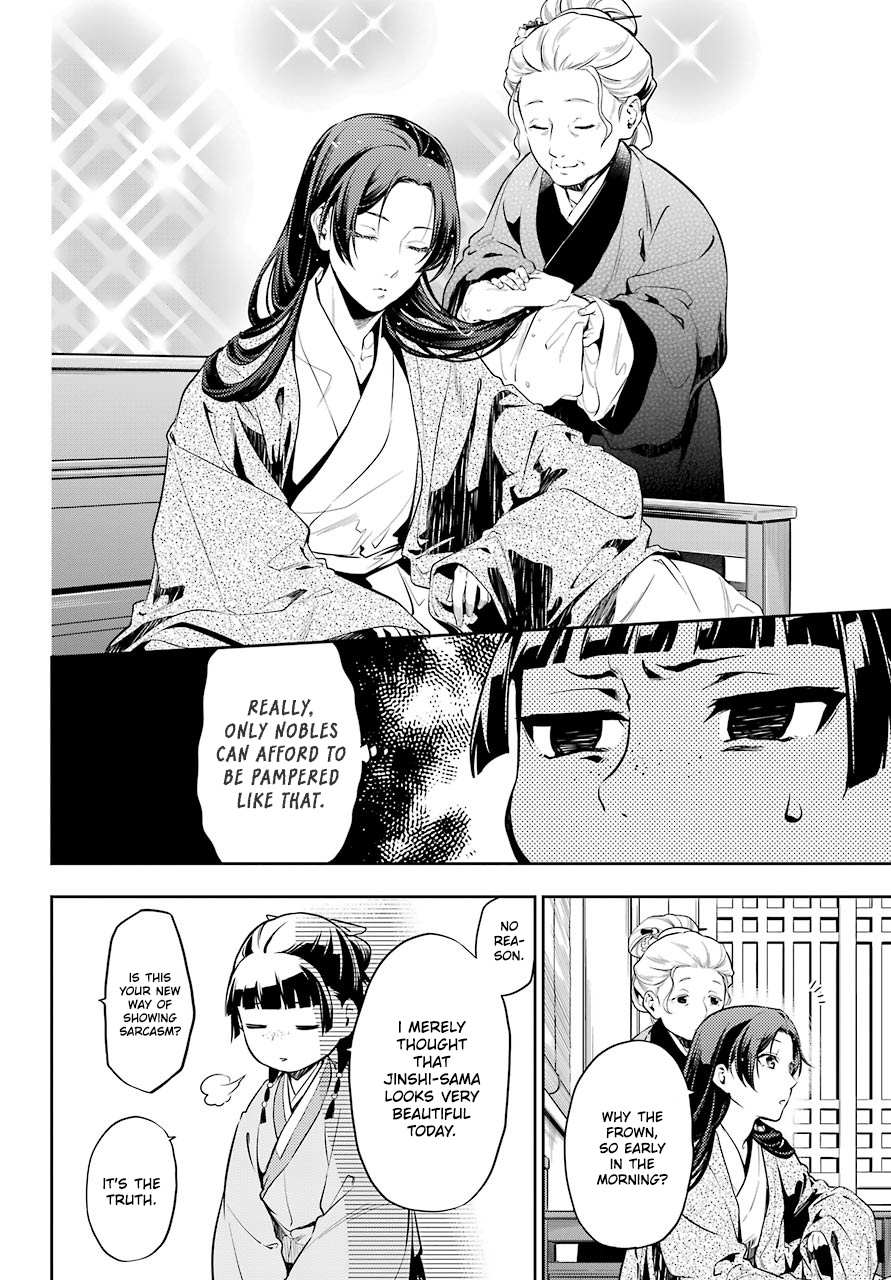 REALLY,
ONLY NOBLES
CAN AFFORD TO
BE PAMPERED
LIKE THAT.
WHY THE
FROWN,
SO EARLY
IN THE
MORNING?
NO
REA-
SON.
I MERELY
THOUGHT
THAT
JINSHI-SAMA
LOOKS VERY
BEAUTIFUL
TODAY.
IS THIS
YOUR NEW
WAY OF
SHOWING
SARCASM?
IT'S THE
TRUTH.